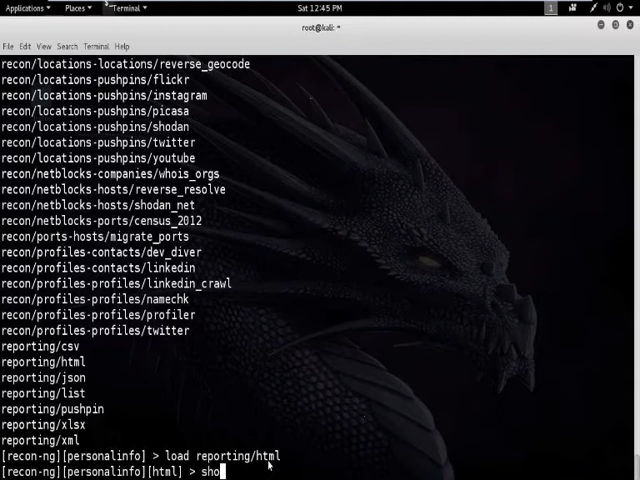 Applications Places Terminal Sat 12:45 PM 1
root@kali: ~
File Edit View Search Terminal Help
recon/locations-locations/reverse_geocode
recon/locations-pushpins/flickr
recon/locations-pushpins/instagram
recon/locations-pushpins/picasa
recon/locations-pushpins/shodan
recon/locations-pushpins/twitter
recon/locations-pushpins/youtube
recon/netblocks-companies/whois_orgs
recon/netblocks-hosts/reverse_resolve
recon/netblocks-hosts/shodan_net
recon/netblocks-ports/census_2012
recon/ports-hosts/migrate_ports
recon/profiles-contacts/dev_diver
recon/profiles-contacts/linkedin
recon/profiles-profiles/linkedin_crawl
recon/profiles-profiles/namechk
recon/profiles-profiles/profiler
recon/profiles-profiles/twitter
reporting/csv
reporting/html
reporting/json
reporting/list
reporting/pushpin
reporting/xlsx
reporting/xml
[recon-ng][personalinfo] > load reporting/html
[recon-ng][personalinfo][html] > sho